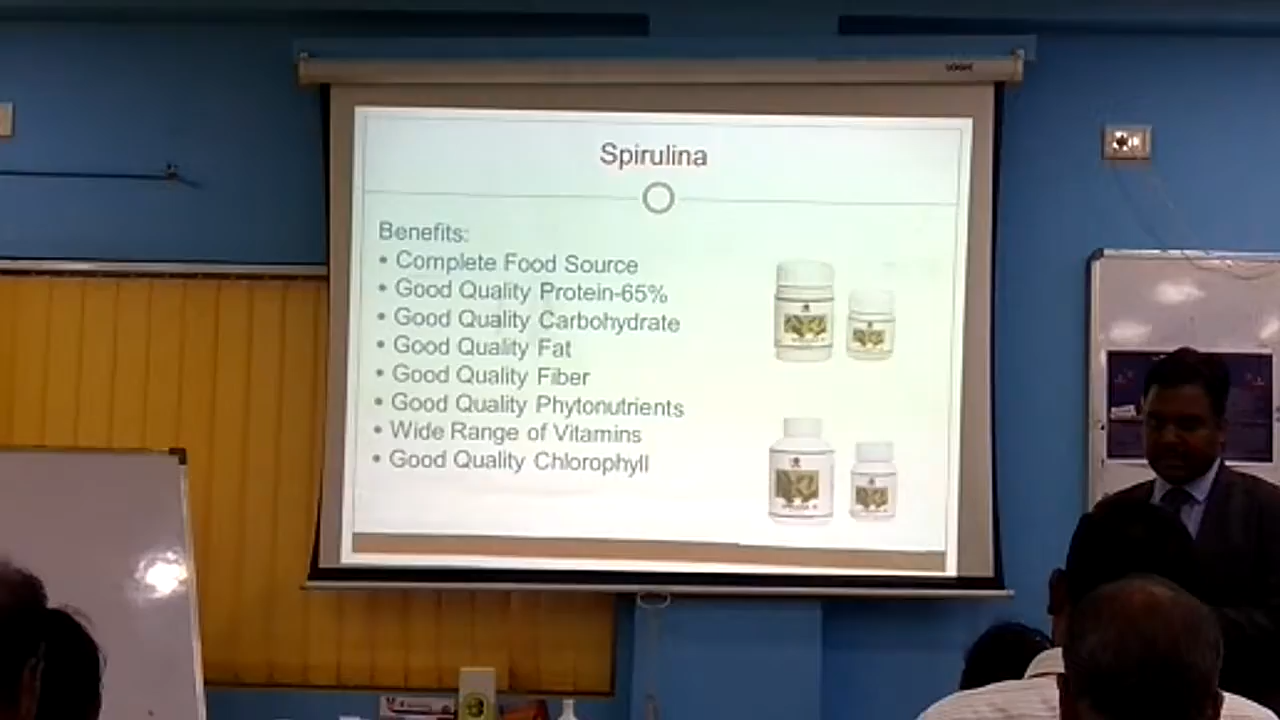 LOGIC
Spirulina
Benefits:
• Complete Food Source
• Good Quality Protein-65%
• Good Quality Carbohydrate
• Good Quality Fat
• Good Quality Fiber
• Good Quality Phytonutrients
• Wide Range of Vitamins
• Good Quality Chlorophyll